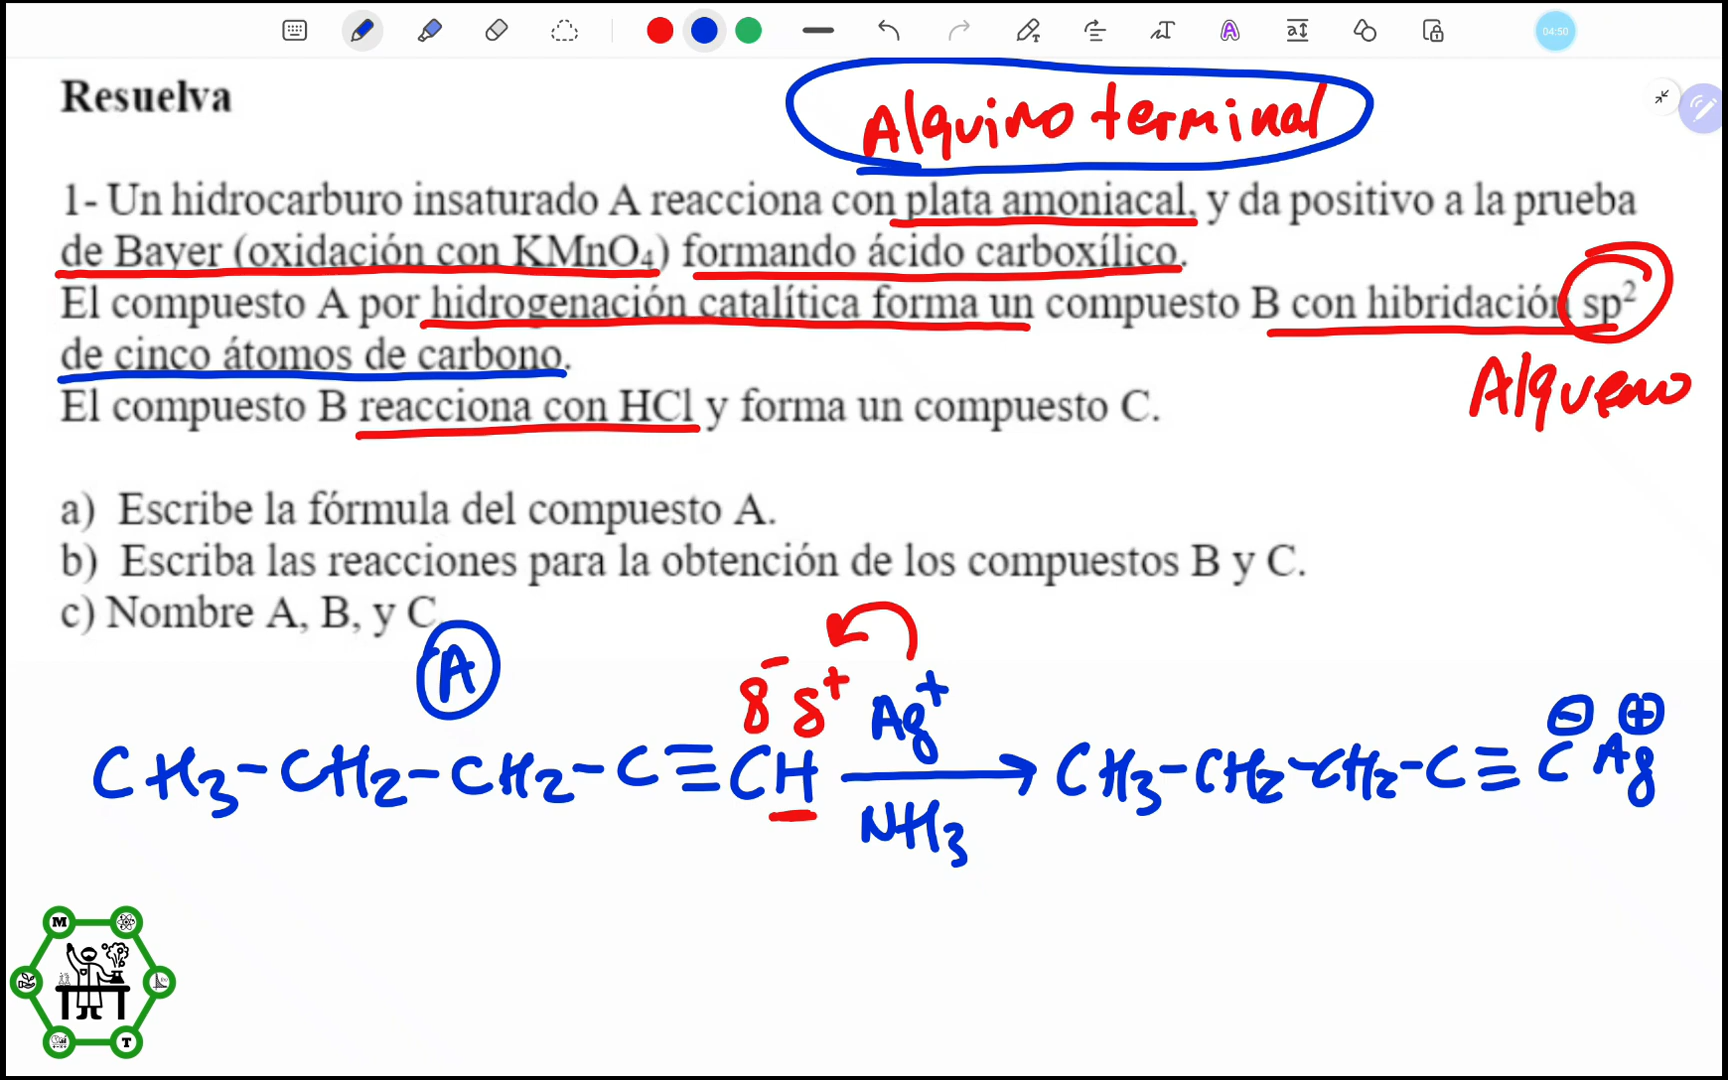 04:50
Resuelva
Alquino terminal
1- Un hidrocarburo insaturado A reacciona con plata amoniacal, y da positivo a la prueba
de Bayer (oxidación con KMnO₄) formando ácido carboxílico.
El compuesto A por hidrogenación catalítica forma un compuesto B con hibridación sp²
de cinco átomos de carbono.
Alqueno
El compuesto B reacciona con HCl y forma un compuesto C.
a) Escribe la fórmula del compuesto A.
b) Escriba las reacciones para la obtención de los compuestos B y C.
c) Nombre A, B, y C
A
δ⁻ δ⁺ Ag⁺ ⊖ ⊕
CH₃-CH₂-CH₂-C≡CH → CH₃-CH₂-CH₂-C≡C Ag
NH₃
M
T